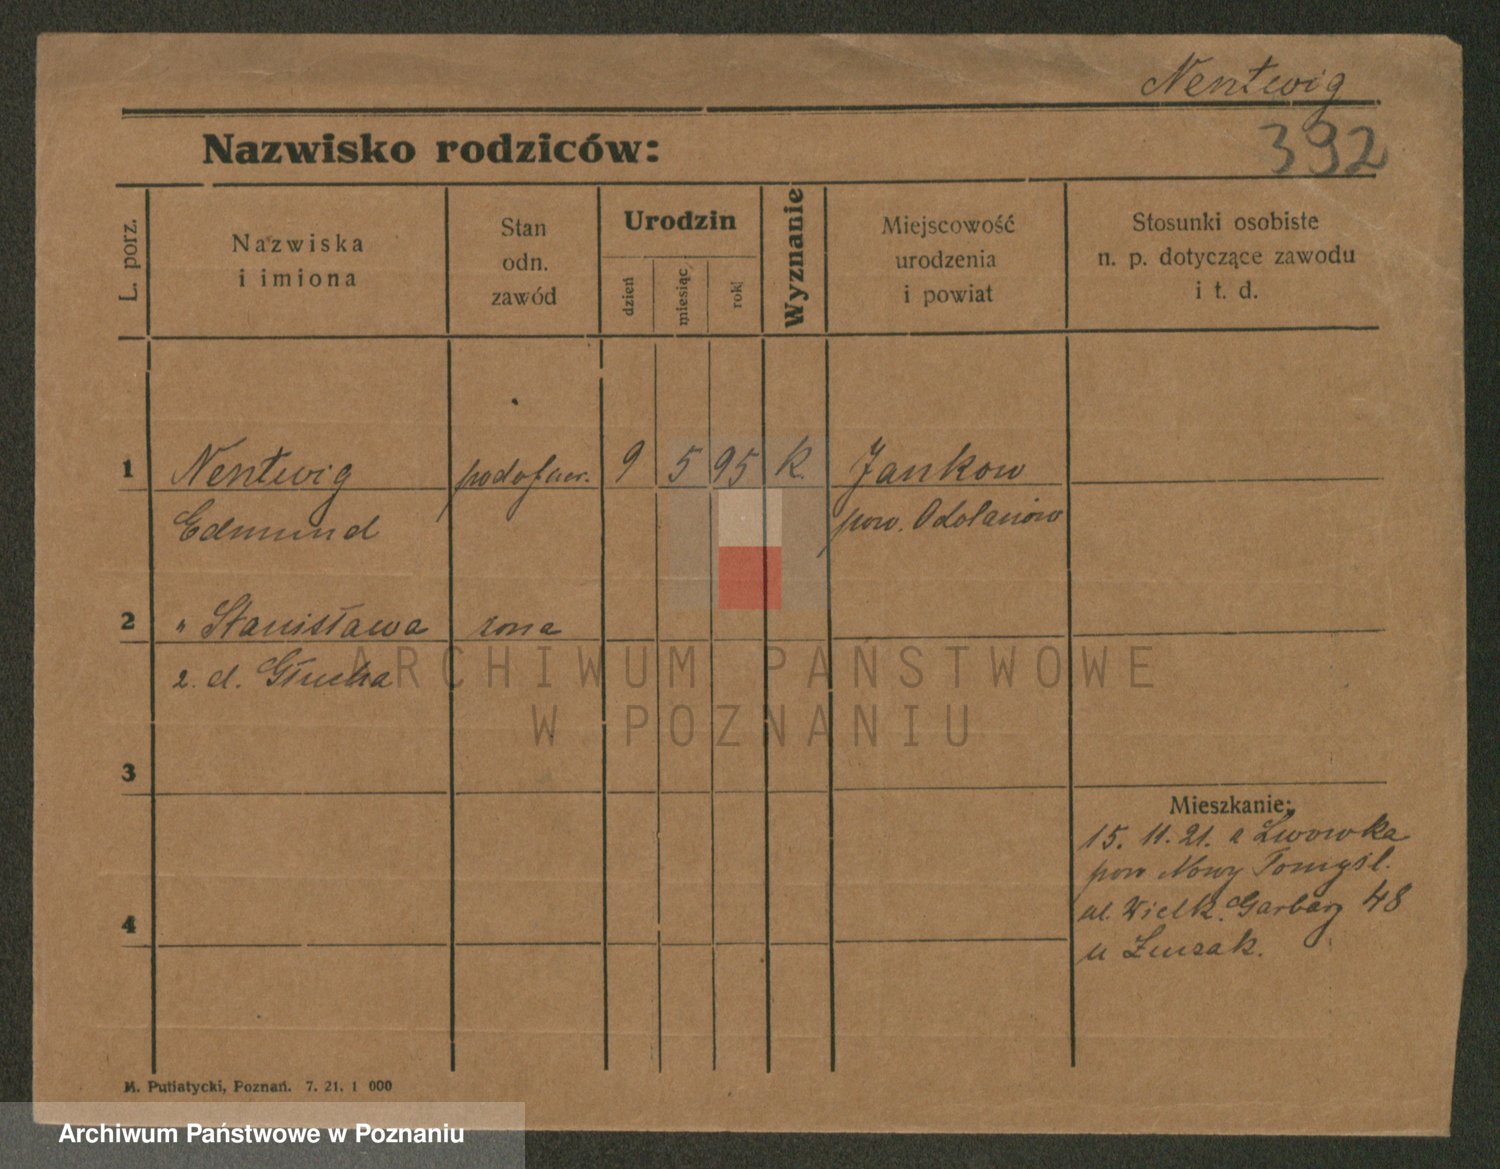 Nentwig
392
Nazwisko rodziców:
L. porz.
Nazwiska
i imiona
Stan
odn.
zawód
Urodzin
dzień
miesiąc
rok
Wyznanie
Miejscowość
urodzenia
i powiat
Stosunki osobiste
n. p. dotyczące zawodu
i t. d.
1 Nentwig podoficer. 9 5 95 k. Jankow
Edmund pow. Odolanów
2 " Stanisława żona
z. d. Głucha
3
Mieszkanie:
15. 11. 21. z Lwówka
pow Nowy Tomyśl.
ul. Wielk. Garbary 48
u
4
M. Putiatycki, Poznań. 7. 21. 1 000
ARCHIWUM PAŃSTWOWE
W POZNANIU
Archiwum Państwowe w Poznaniu